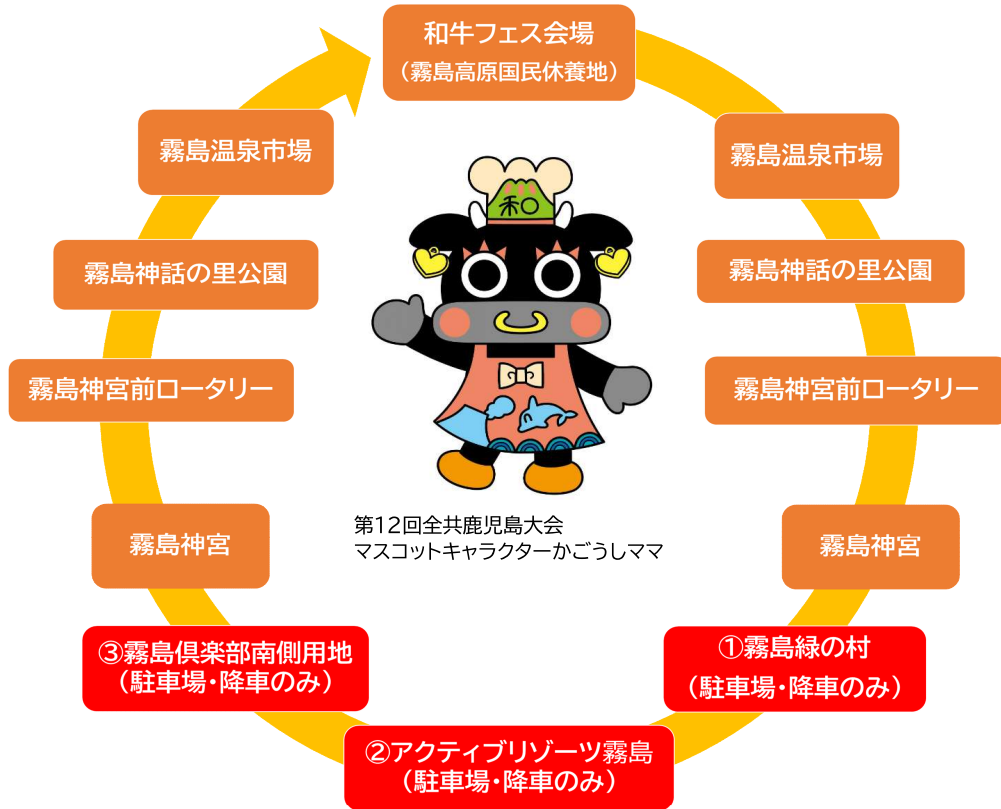 和牛フェス会場
（霧島高原国民休養地）
霧島温泉市場
霧島神話の里公園
霧島神宮前ロータリー
霧島神宮
①霧島緑の村
（駐車場・降車のみ）
②アクティブリゾーツ霧島
（駐車場・降車のみ）
③霧島倶楽部南側用地
（駐車場・降車のみ）
霧島神宮
霧島神宮前ロータリー
霧島神話の里公園
霧島温泉市場
和
第12回全共鹿児島大会
マスコットキャラクターかごうしママ